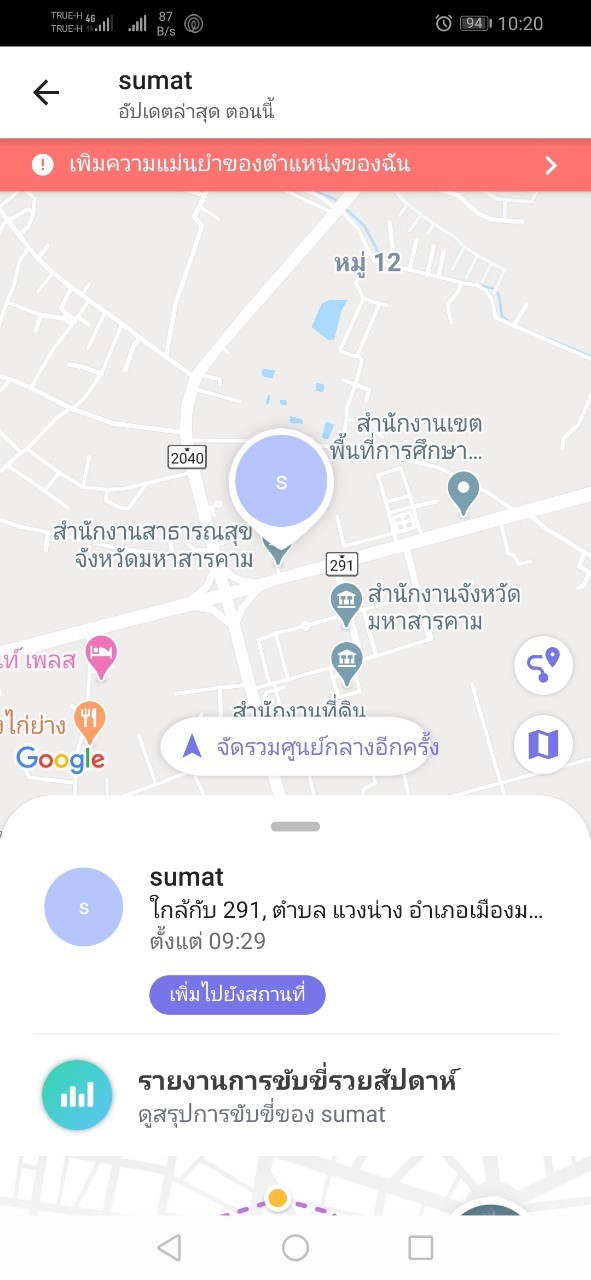 TRUE-H 4G
TRUE-H
87
B/s
94
10:20
sumat
อัปเดตล่าสุด ตอนนี้
เพิ่มความแม่นยำของตำแหน่งของฉัน
หมู่ 12
สำนักงานเขต
พื้นที่การศึกษา...
2040
S
สำนักงานสาธารณสุข
จังหวัดมหาสารคาม
291
สำนักงานจังหวัด
มหาสารคาม
ท์ เพลส
ไก่ย่าง
สำนักงานที่ดิน
Google
จัดรวมศูนย์กลางอีกครั้ง
sumat
S
ใกล้กับ 291, ตำบล แวงน่าง อำเภอเมืองม...
ตั้งแต่ 09:29
เพิ่มไปยังสถานที่
รายงานการขับขี่รายสัปดาห์
ดูสรุปการขับขี่ของ sumat